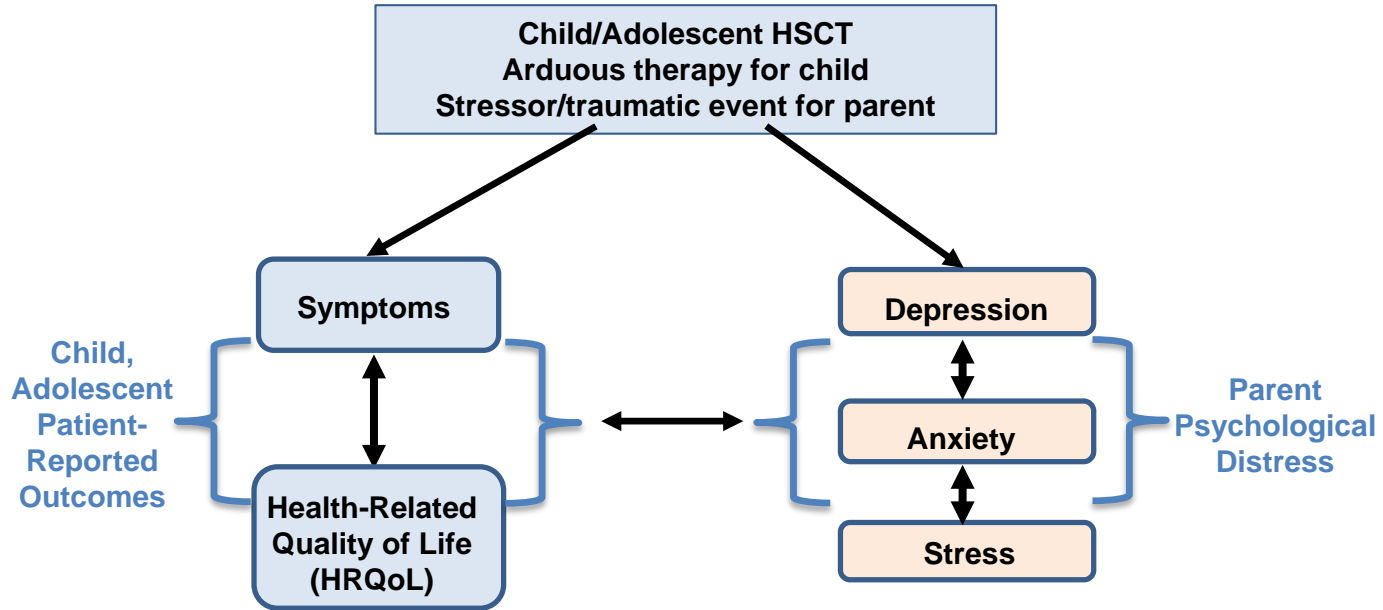 Child/Adolescent HSCT
Arduous therapy for child
Stressor/traumatic event for parent
Symptoms
Health-Related
Quality of Life
(HRQoL)
Child,
Adolescent
Patient-
Reported
Outcomes
Depression
Anxiety
Stress
Parent
Psychological
Distress